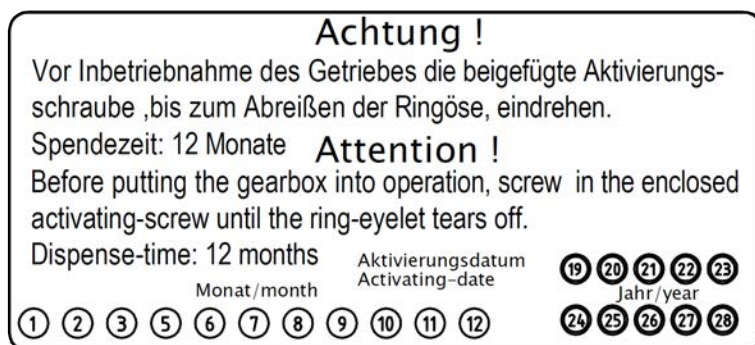 Achtung !
Vor Inbetriebnahme des Getriebes die beigefügte Aktivierungs-
schraube ,bis zum Abreißen der Ringöse, eindrehen.
Spendezeit: 12 Monate
Attention !
Before putting the gearbox into operation, screw in the enclosed
activating-screw until the ring-eyelet tears off.
Dispense-time: 12 months
Aktivierungsdatum
Activating-date
Monat/month
1 2 3 5 6 7 8 9 10 11 12
19 20 21 22 23
Jahr/year
24 25 26 27 28